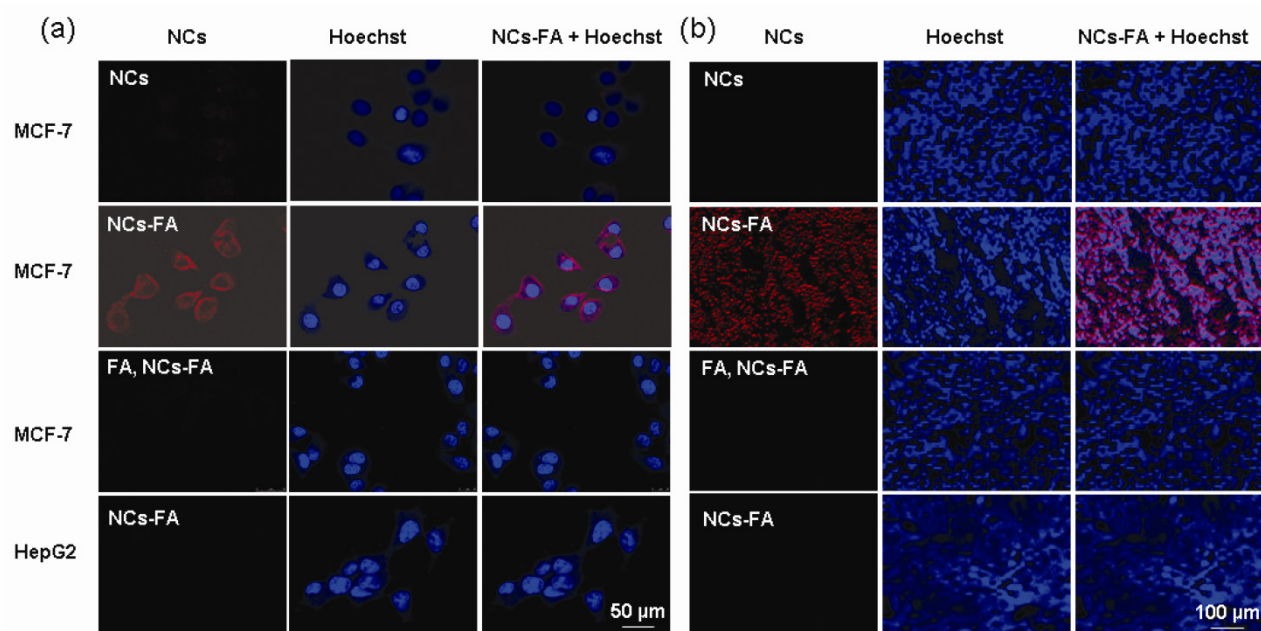 (a) NCs Hoechst NCs-FA + Hoechst (b) NCs Hoechst NCs-FA + Hoechst
MCF-7 NCs NCs
MCF-7 NCs-FA NCs-FA
MCF-7 FA, NCs-FA FA, NCs-FA
HepG2 NCs-FA NCs-FA
50 µm 100 µm